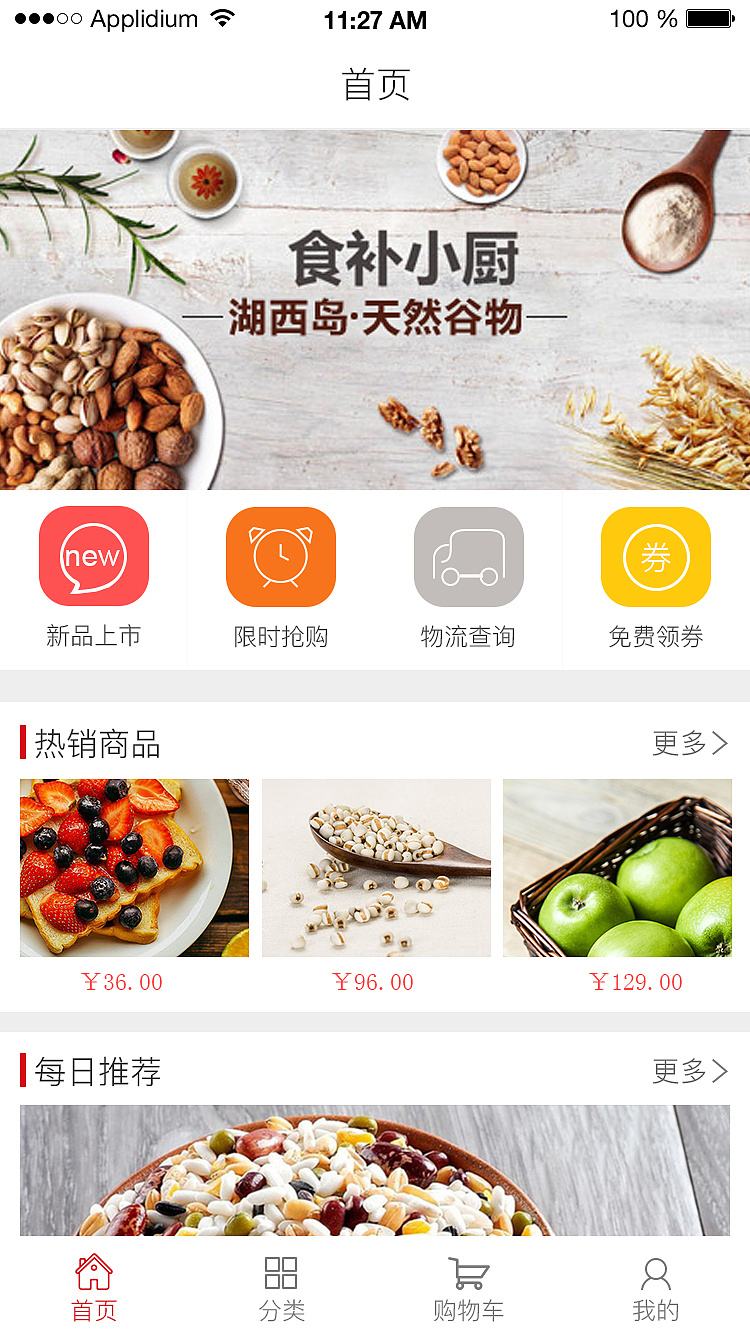 Applidium 11:27 AM 100 %
首页
食补小厨
湖西岛·天然谷物
new
券
新品上市 限时抢购 物流查询 免费领券
热销商品 更多
¥36.00 ¥96.00 ¥129.00
每日推荐 更多
首页 分类 购物车 我的